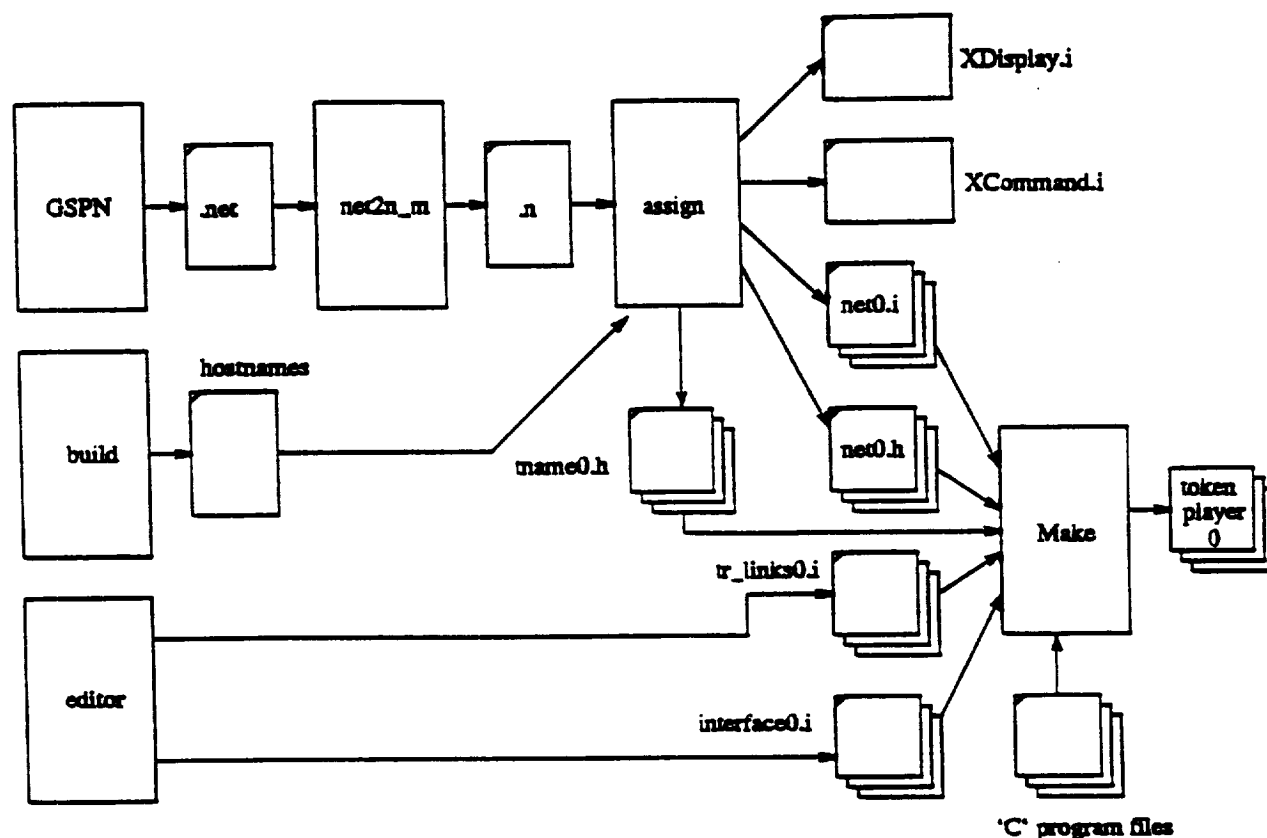 XDisplay.i
GSPN
.net
net2n_m
.n
assign
XCommand.i
net0.i
hostnames
build
tname0.h
net0.h
Make
token
player
0
tr_links0.i
editor
interface0.i
'C' program files